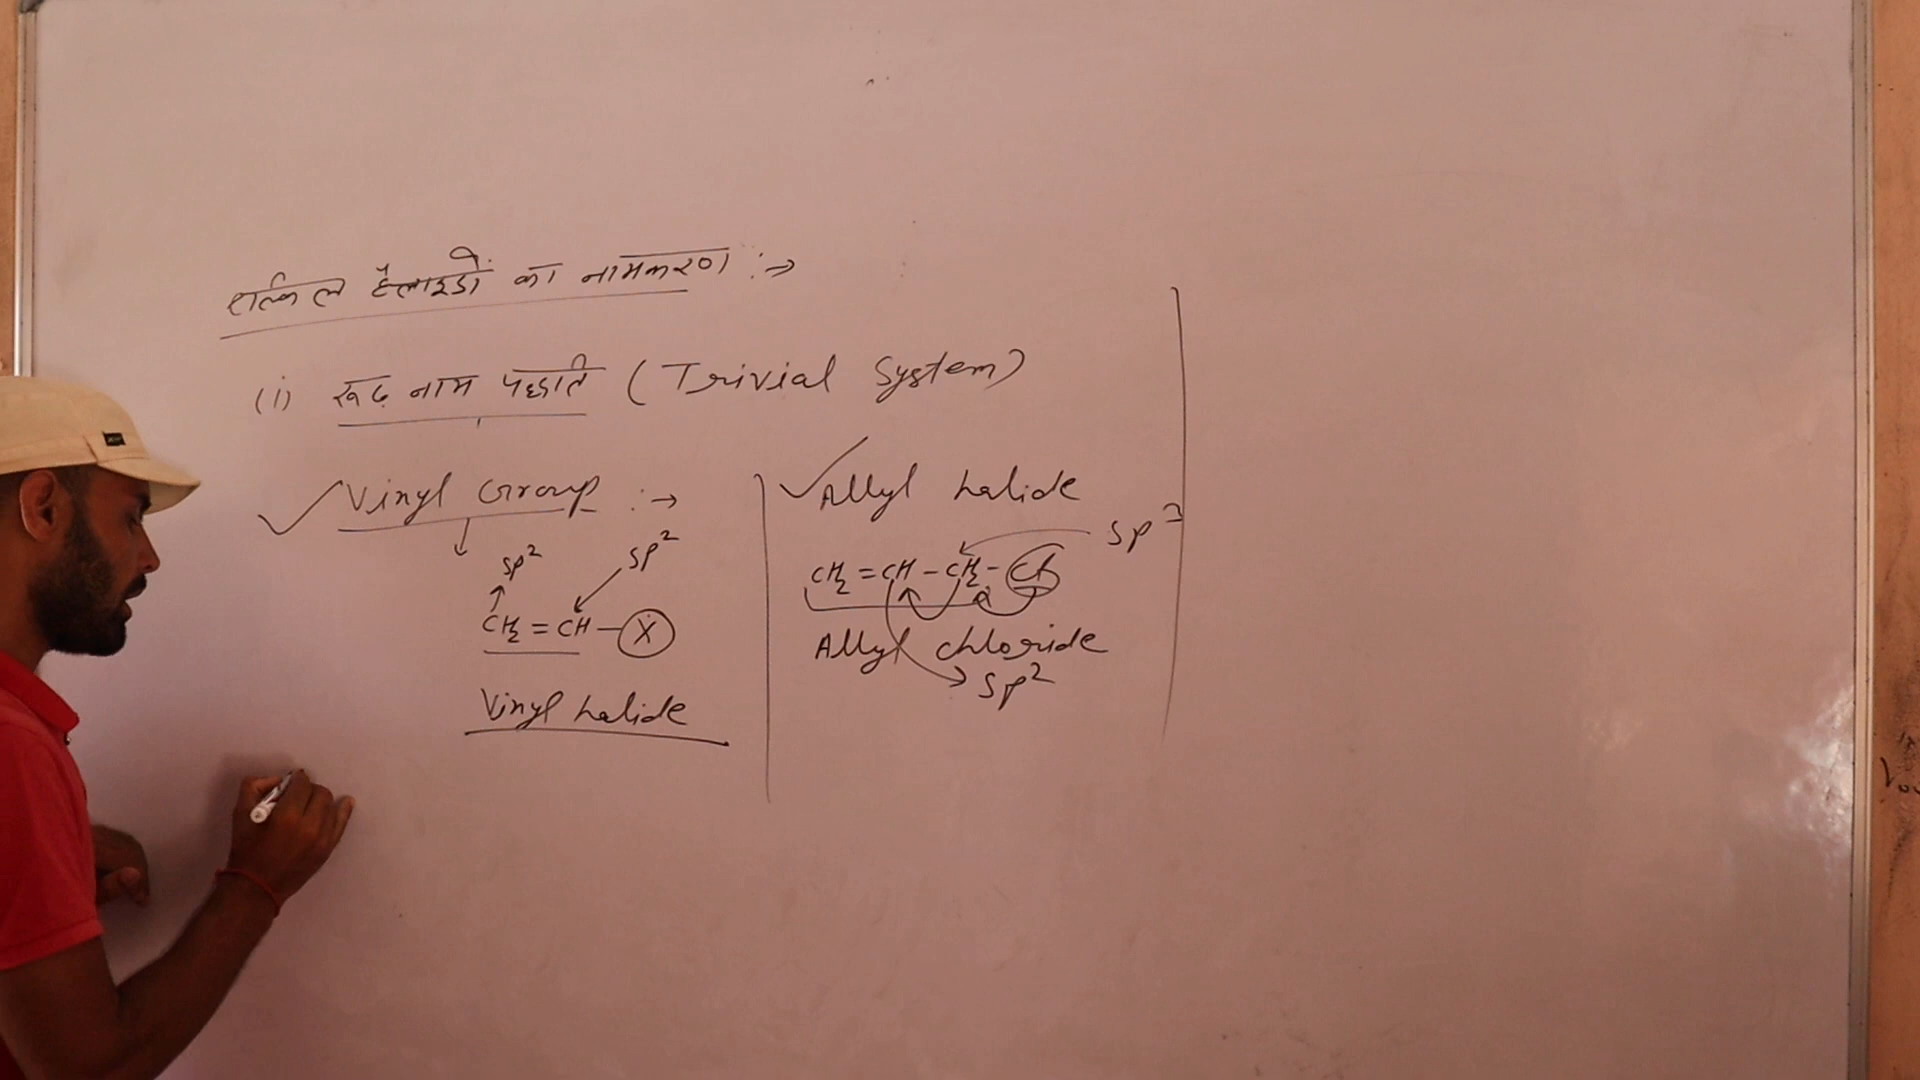 एल्किल हैलाइडों का नामकरण :→
(i) रूढ़ नाम पद्धति (Trivial System)
Vinyl Group :→
sp² sp²
CH₂ = CH – X
Vinyl halide
Allyl halide
sp³
CH₂ = CH – CH₂ – Cl
Allyl chloride
sp²